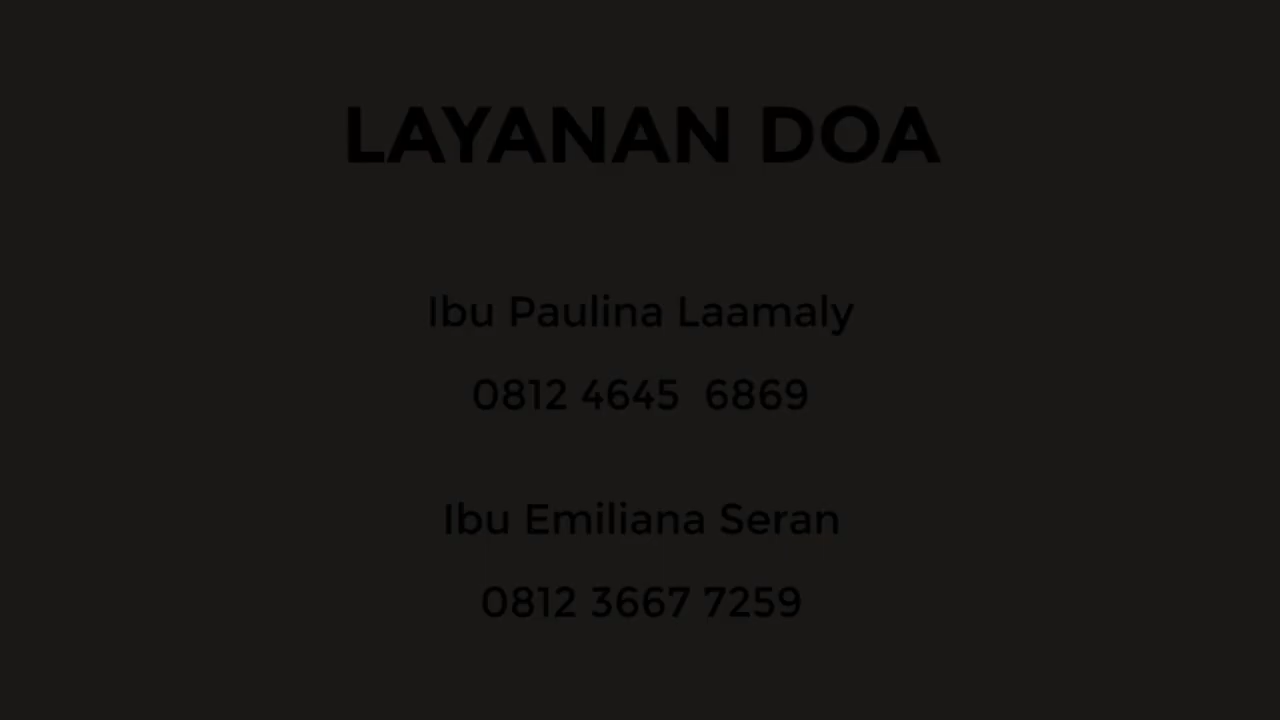 LAYANAN DOA
Ibu Paulina Laamaly
0812 4645  6869
Ibu Emiliana Seran
0812 3667 7259